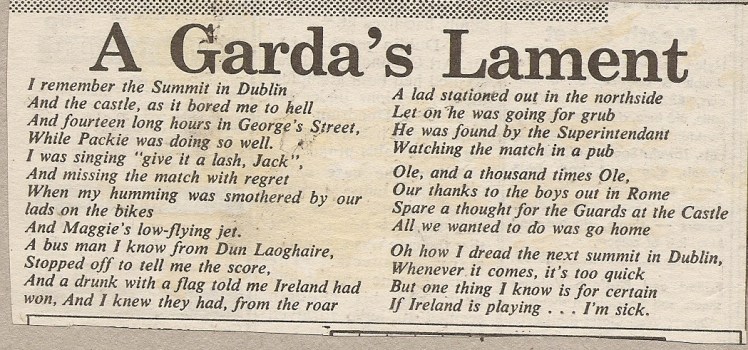 A Garda's Lament
I remember the Summit in Dublin
And the castle, as it bored me to hell
And fourteen long hours in George's Street,
While Packie was doing so well.
I was singing "give it a lash, Jack",
And missing the match with regret
When my humming was smothered by our
lads on the bikes
And Maggie's low-flying jet.
A bus man I know from Dun Laoghaire,
Stopped off to tell me the score,
And a drunk with a flag told me Ireland had
won, And I knew they had, from the roar
A lad stationed out in the northside
Let on he was going for grub
He was found by the Superintendant
Watching the match in a pub
Ole, and a thousand times Ole,
Our thanks to the boys out in Rome
Spare a thought for the Guards at the Castle
All we wanted to do was go home
Oh how I dread the next summit in Dublin,
Whenever it comes, it's too quick
But one thing I know is for certain
If Ireland is playing . . . I'm sick.